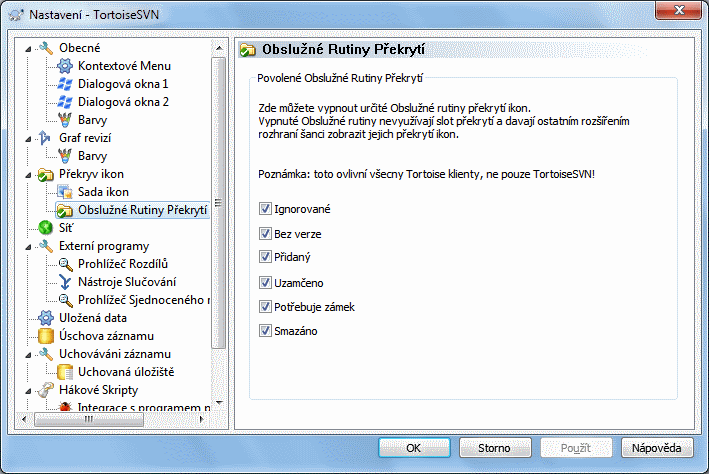 Nastavení - TortoiseSVN
Obecné
Kontextové Menu
Dialogová okna 1
Dialogová okna 2
Barvy
Graf revizí
Barvy
Překryv ikon
Sada ikon
Obslužné Rutiny Překrytí
Síť
Externí programy
Prohlížeč Rozdílů
Nástroje Slučování
Prohlížeč Sjednoceného r
Uložená data
Úschova záznamu
Uchováváni záznamu
Uchovaná úložiště
Hákové Skripty
Integrace s programem p
Obslužné Rutiny Překrytí
Povolené Obslužné Rutiny Překrytí
Zde můžete vypnout určité Obslužné rutiny překrytí ikon.
Vypnuté Obslužné rutiny nevyužívají slot překrytí a davají ostatním rozšířením
rozhraní šanci zobrazit jejich překrytí ikon.
Poznámka: toto ovlivní všecny Tortoise klienty, ne pouze TortoiseSVN!
Ignorované
Bez verze
Přidaný
Uzamčeno
Potřebuje zámek
Smazáno
OK
Storno
Použít
Nápověda